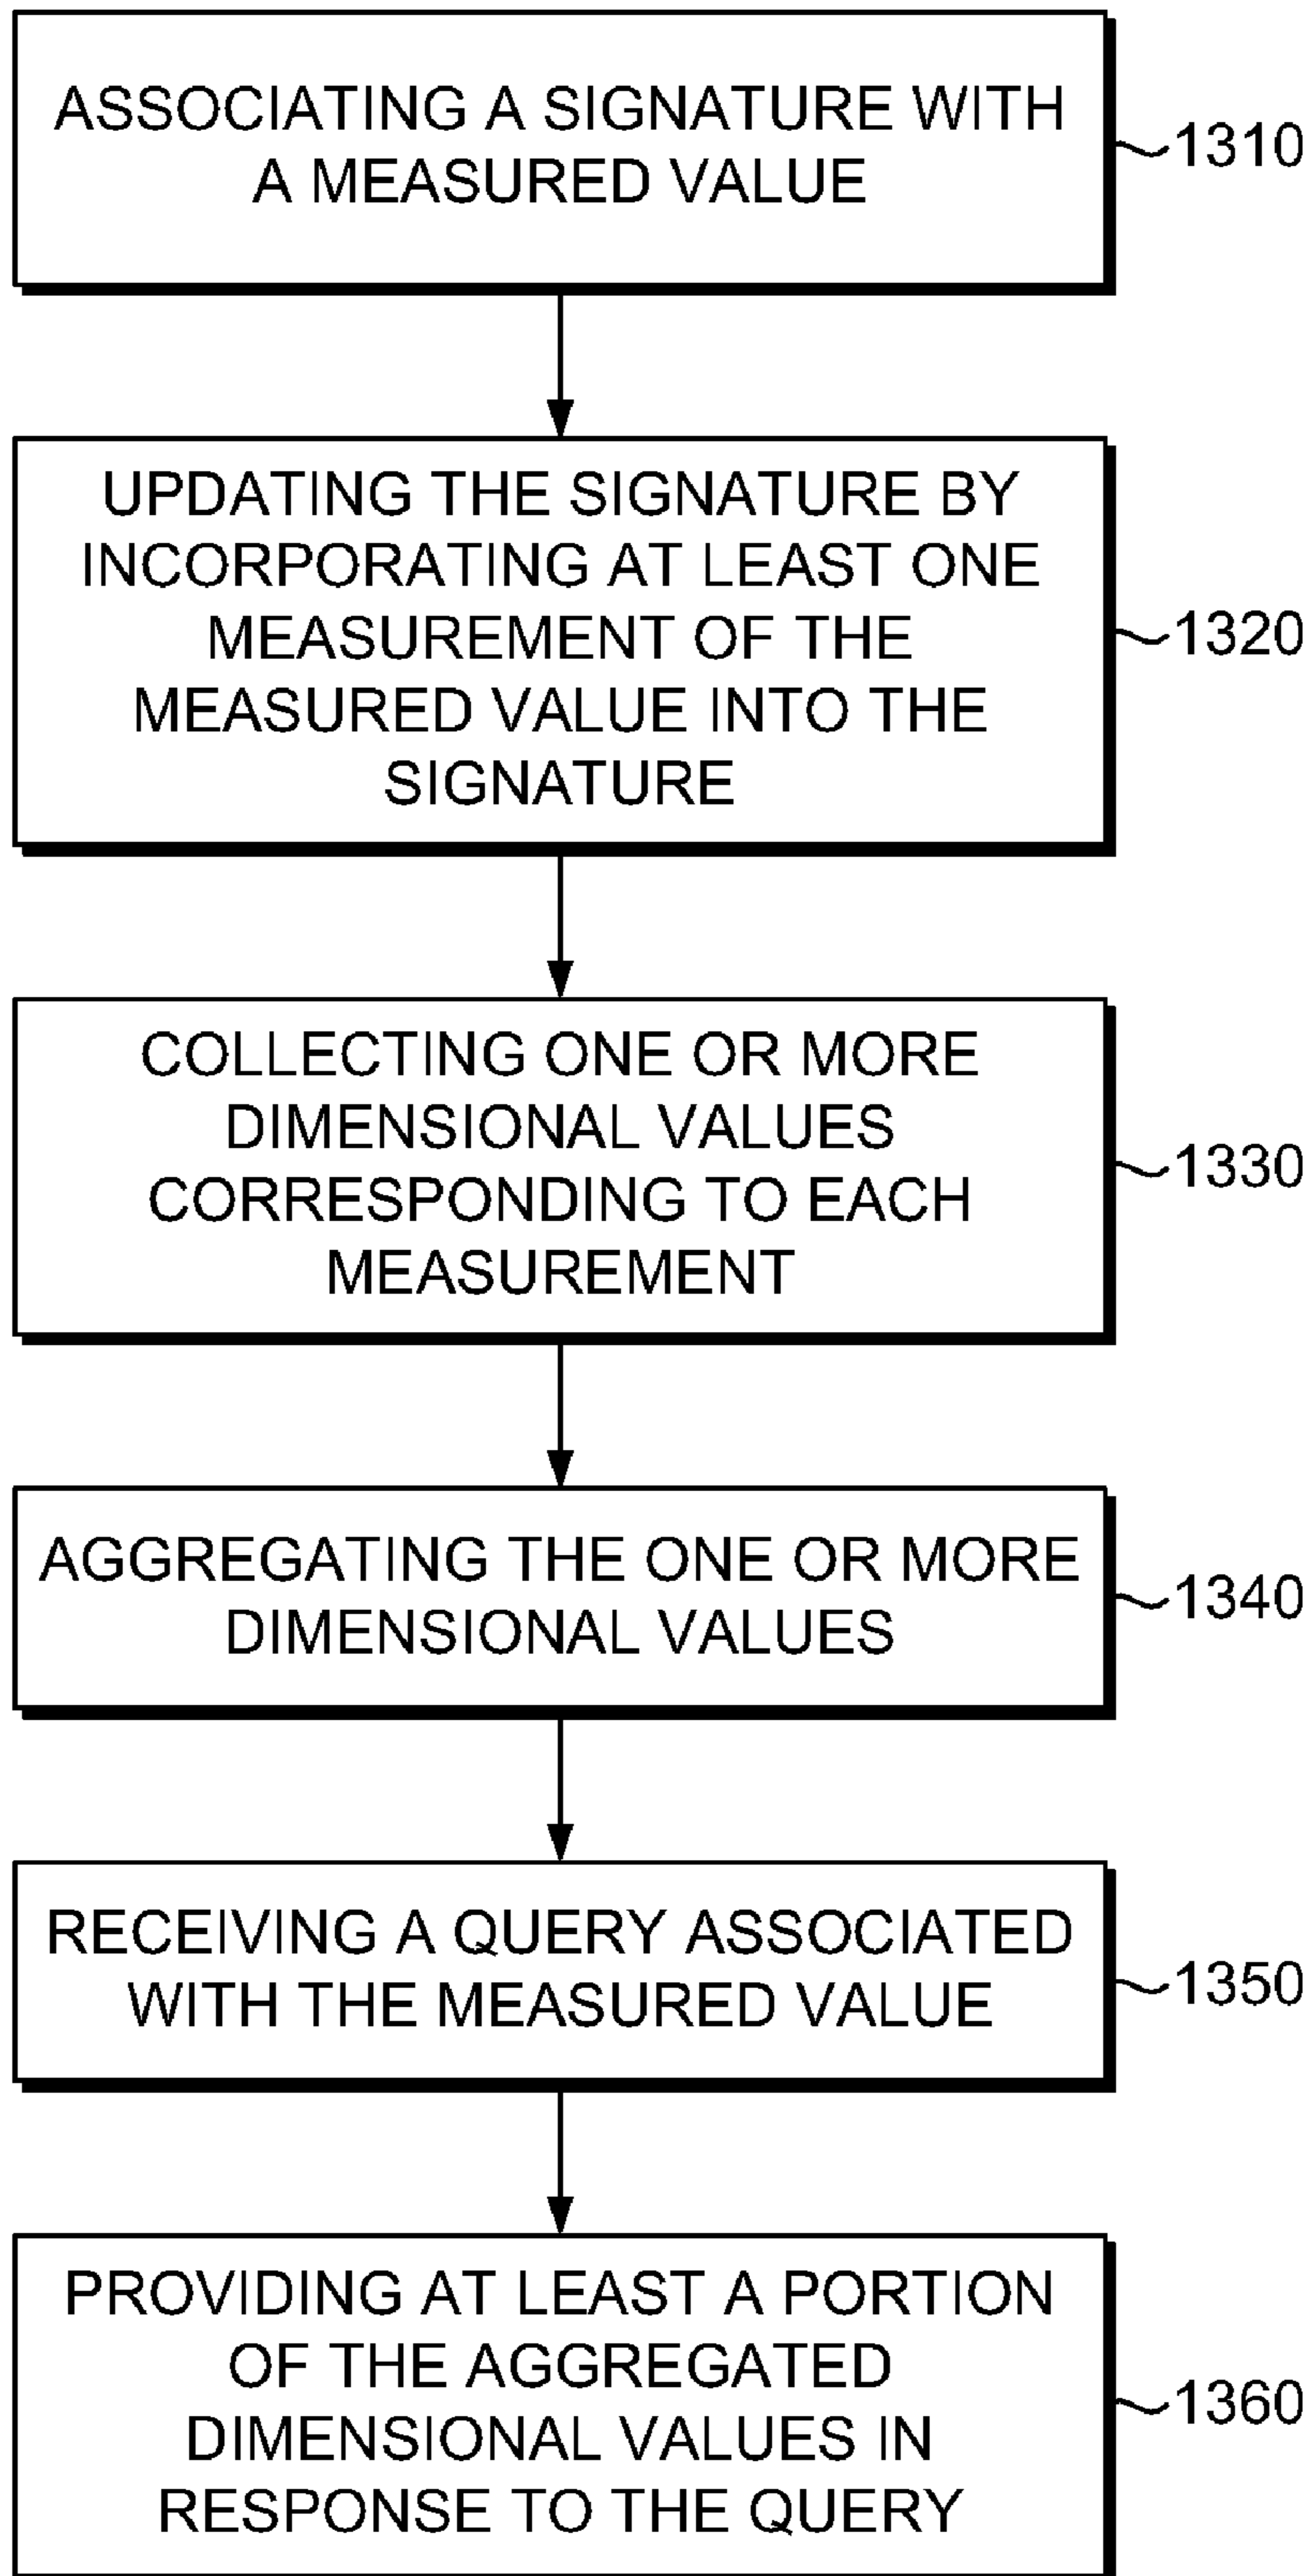 ASSOCIATING A SIGNATURE WITH
A MEASURED VALUE
1310
UPDATING THE SIGNATURE BY
INCORPORATING AT LEAST ONE
MEASUREMENT OF THE
MEASURED VALUE INTO THE
SIGNATURE
1320
COLLECTING ONE OR MORE
DIMENSIONAL VALUES
CORRESPONDING TO EACH
MEASUREMENT
1330
AGGREGATING THE ONE OR MORE
DIMENSIONAL VALUES
1340
RECEIVING A QUERY ASSOCIATED
WITH THE MEASURED VALUE
1350
PROVIDING AT LEAST A PORTION
OF THE AGGREGATED
DIMENSIONAL VALUES IN
RESPONSE TO THE QUERY
1360